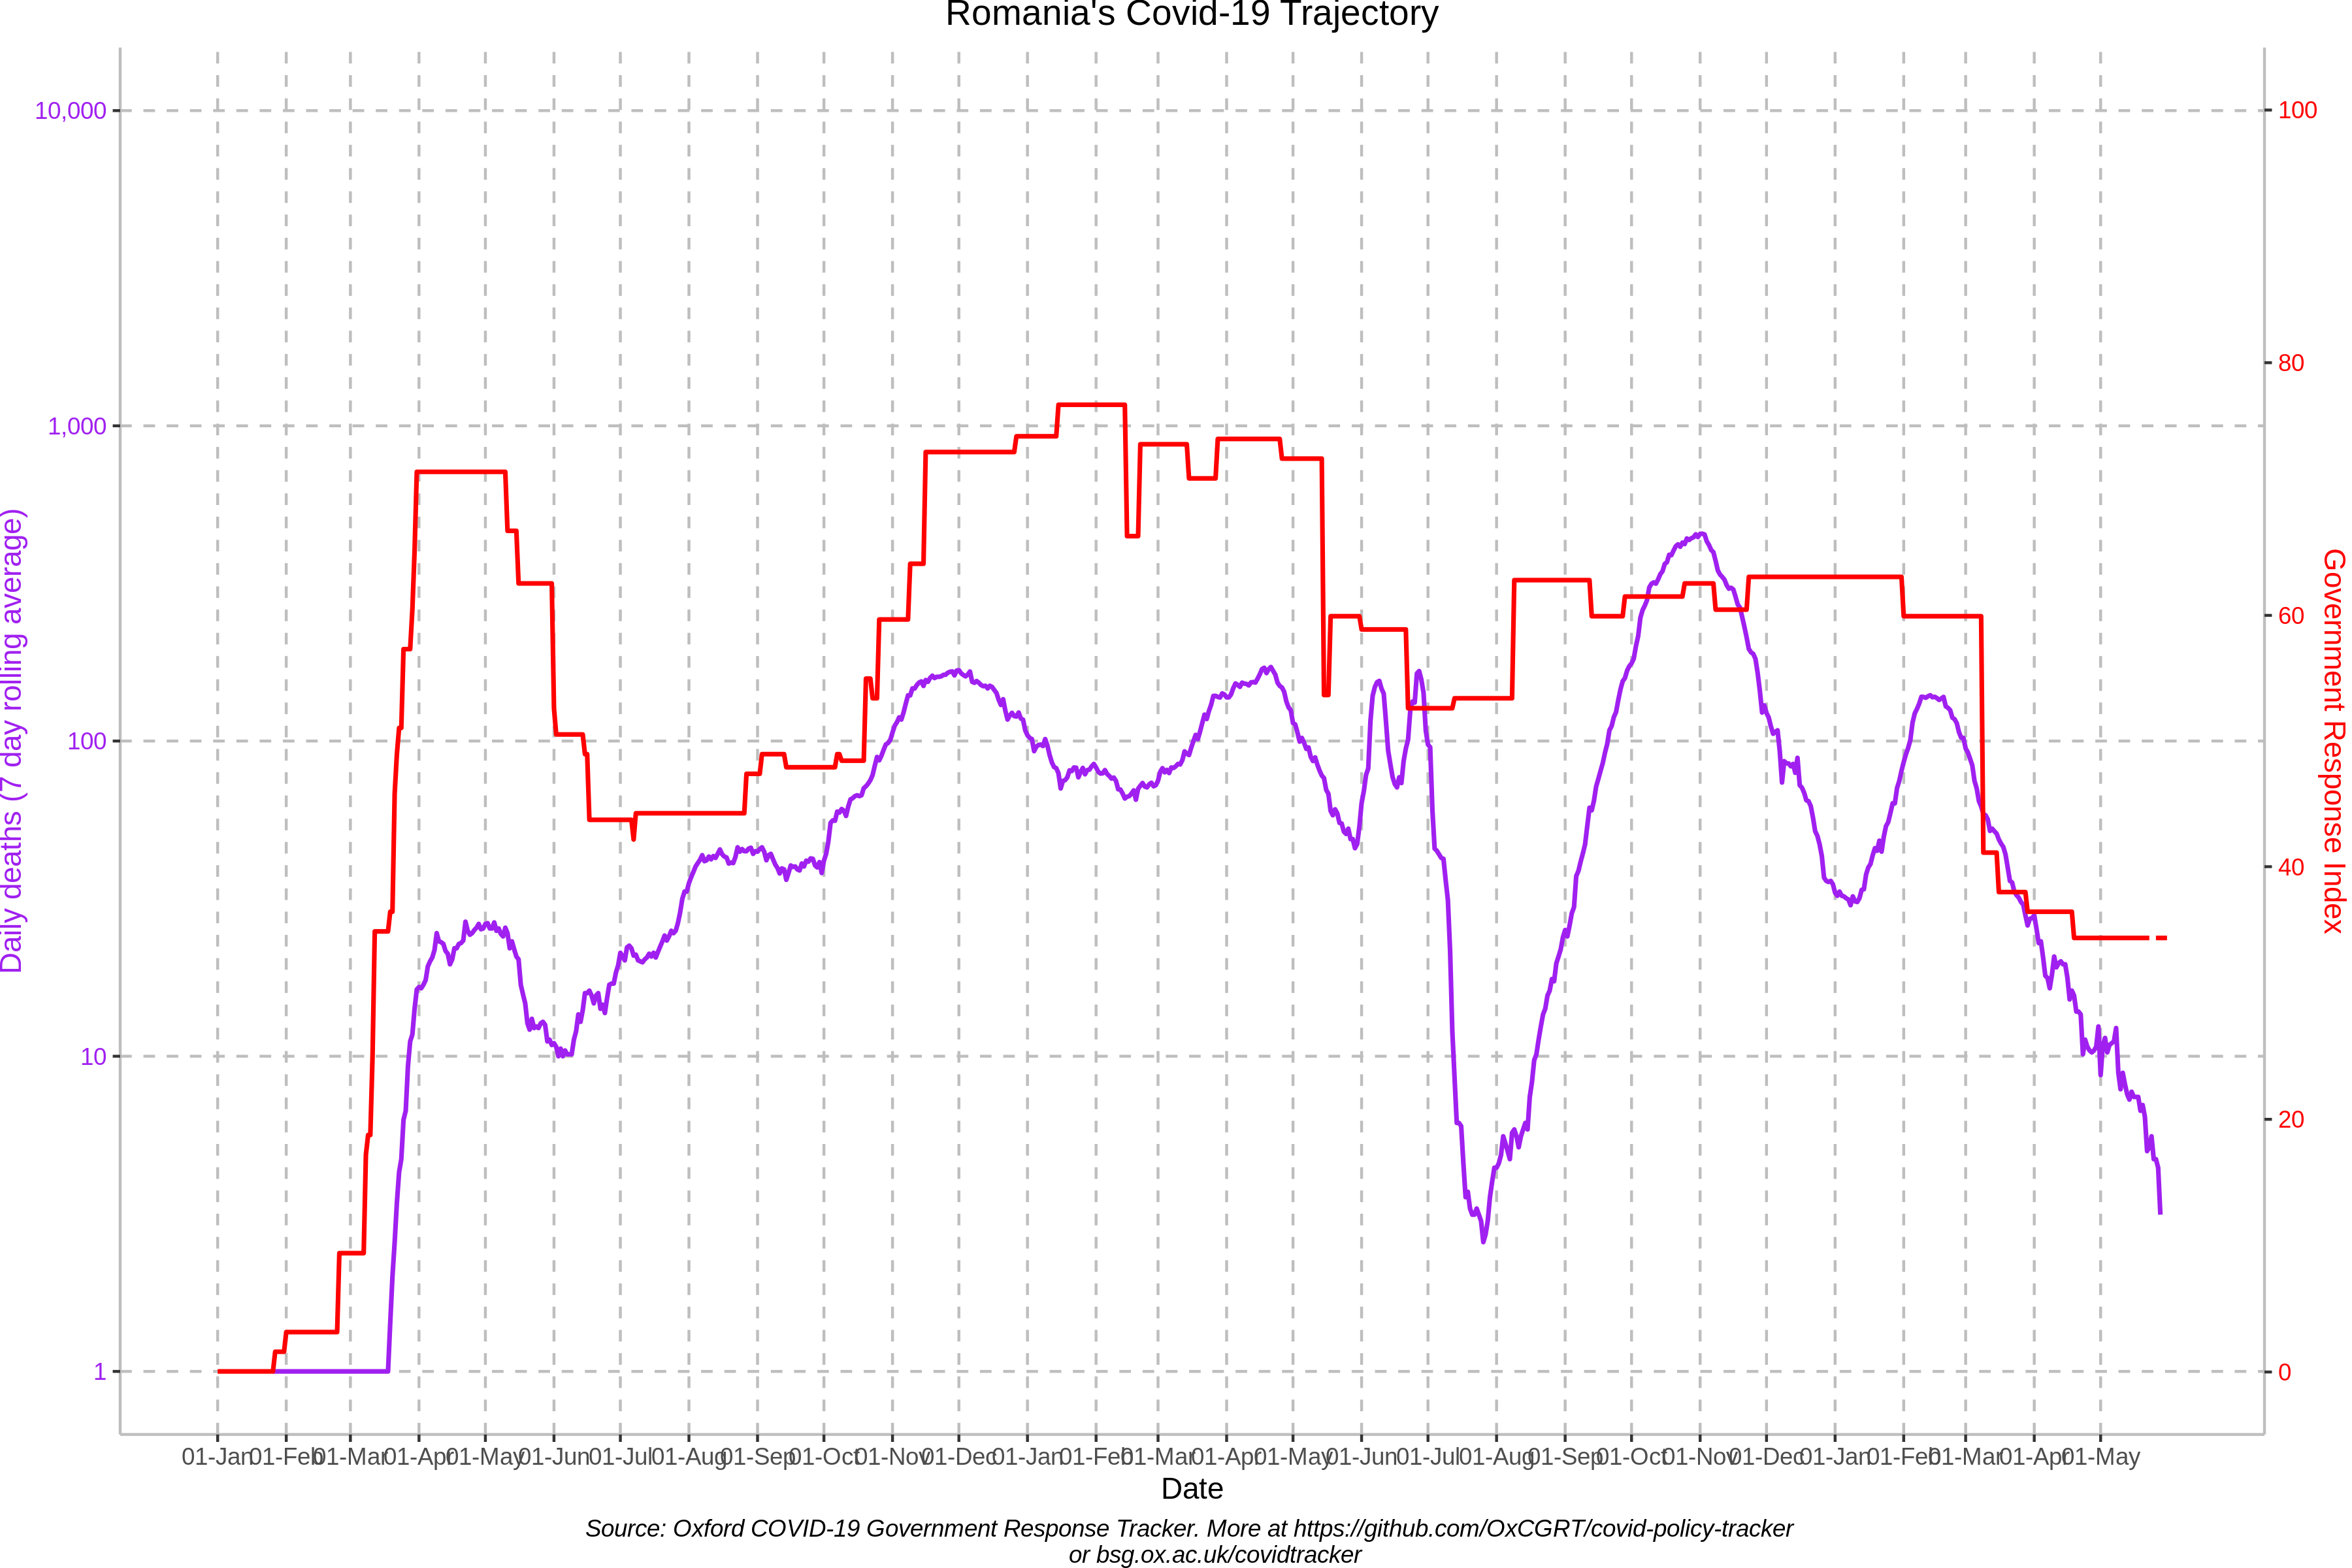 Romania's Covid-19 Trajectory
10,000
1,000
100
10
1
Daily deaths (7 day rolling average)
100
80
60
40
20
0
Government Response Index
01-Jan 01-Feb 01-Mar 01-Apr 01-May 01-Jun 01-Jul 01-Aug 01-Sep 01-Oct 01-Nov 01-Dec 01-Jan 01-Feb 01-Mar 01-Apr 01-May 01-Jun 01-Jul 01-Aug 01-Sep 01-Oct 01-Nov 01-Dec 01-Jan 01-Feb 01-Mar 01-Apr 01-May
Date
Source: Oxford COVID-19 Government Response Tracker. More at https://github.com/OxCGRT/covid-policy-tracker
or bsg.ox.ac.uk/covidtracker